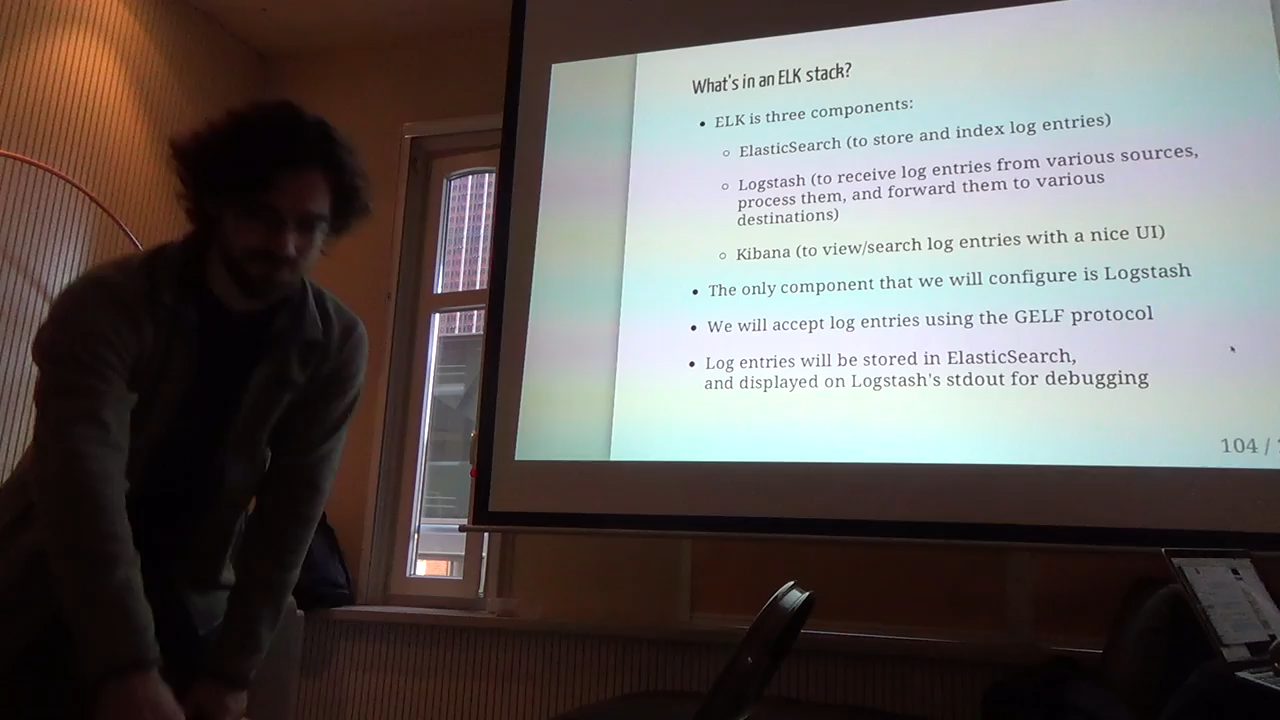 What's in an ELK stack?
• ELK is three components:
○ ElasticSearch (to store and index log entries)
○ Logstash (to receive log entries from various sources,
process them, and forward them to various
destinations)
○ Kibana (to view/search log entries with a nice UI)
• The only component that we will configure is Logstash
• We will accept log entries using the GELF protocol
• Log entries will be stored in ElasticSearch,
and displayed on Logstash's stdout for debugging
104 /